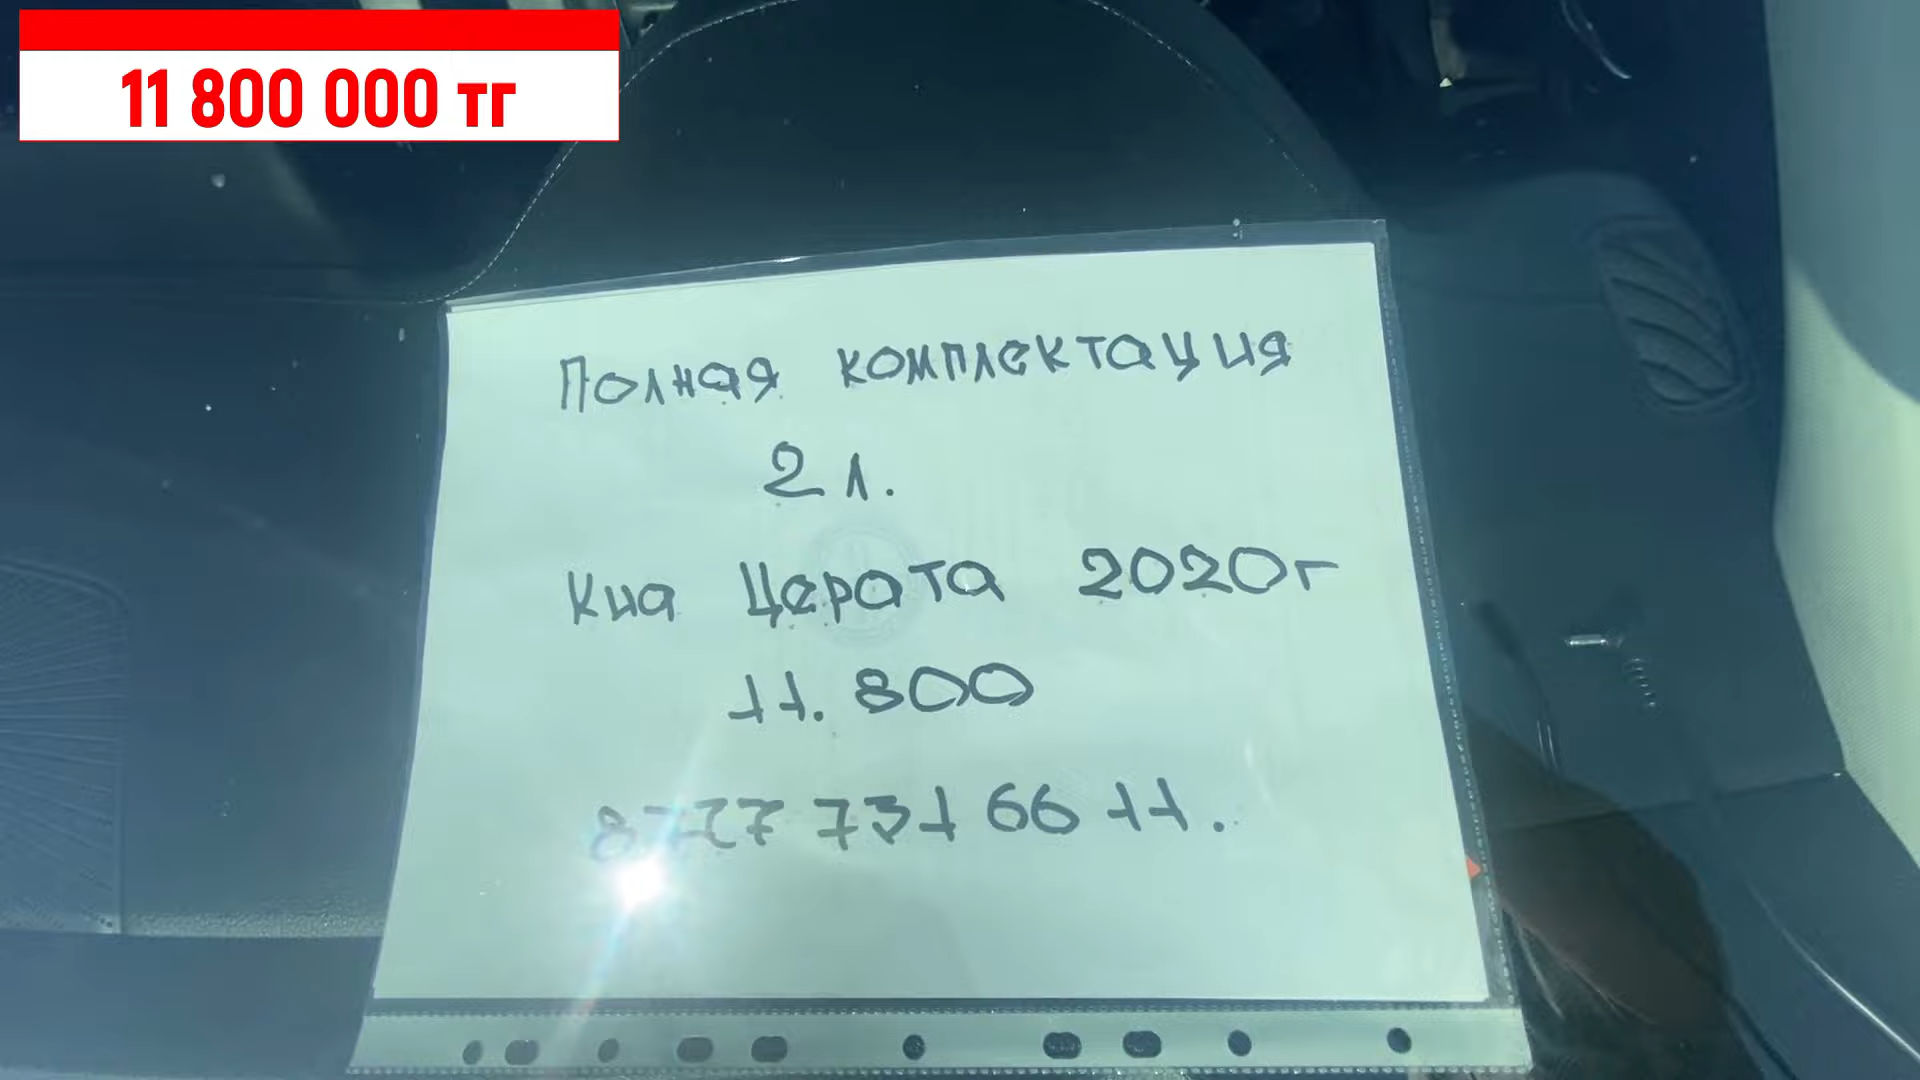 11 800 000 тг
Полная комплектация
2 л.
Киа Церата 2020г
11.800
8777 731 66 11.